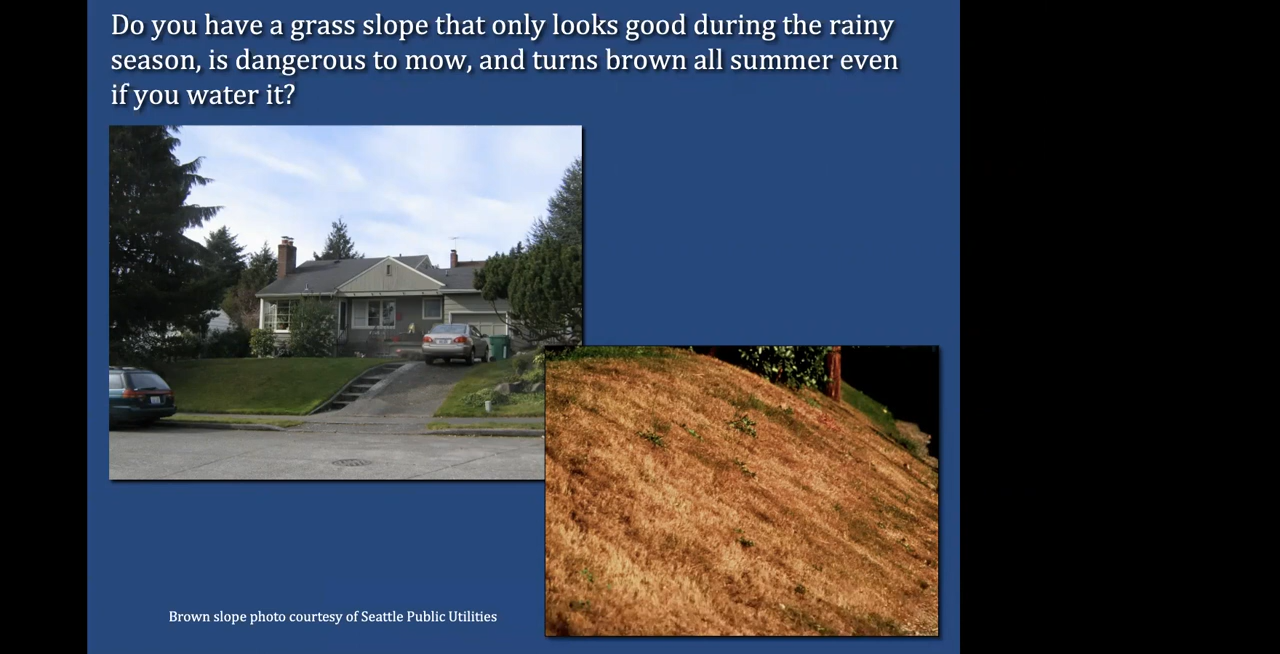 Do you have a grass slope that only looks good during the rainy
season, is dangerous to mow, and turns brown all summer even
if you water it?
Brown slope photo courtesy of Seattle Public Utilities